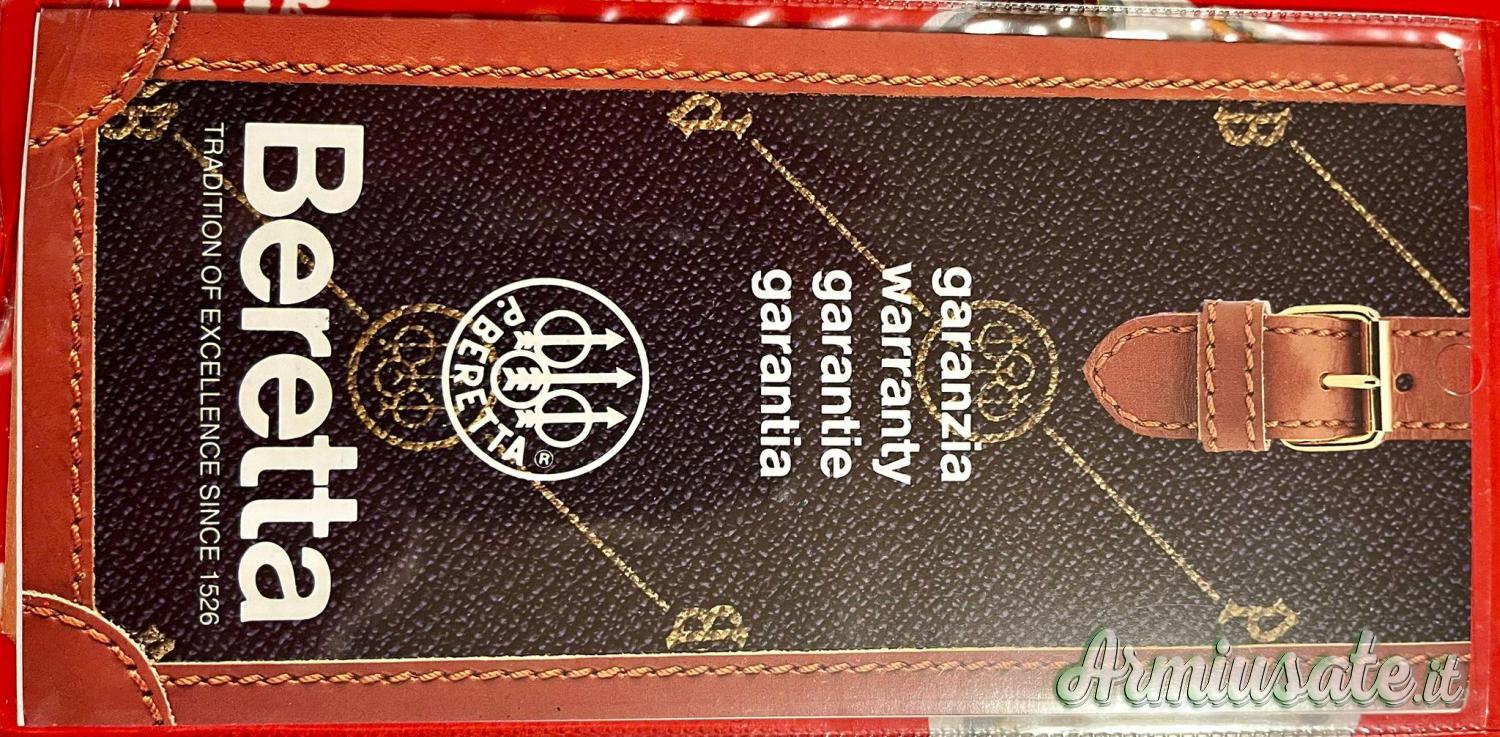 garanzia
warranty
garantie
garantia
P. BERETTA
®
Beretta
TRADITION OF EXCELLENCE SINCE 1526
B
P
B
B
P
Armiusate.it